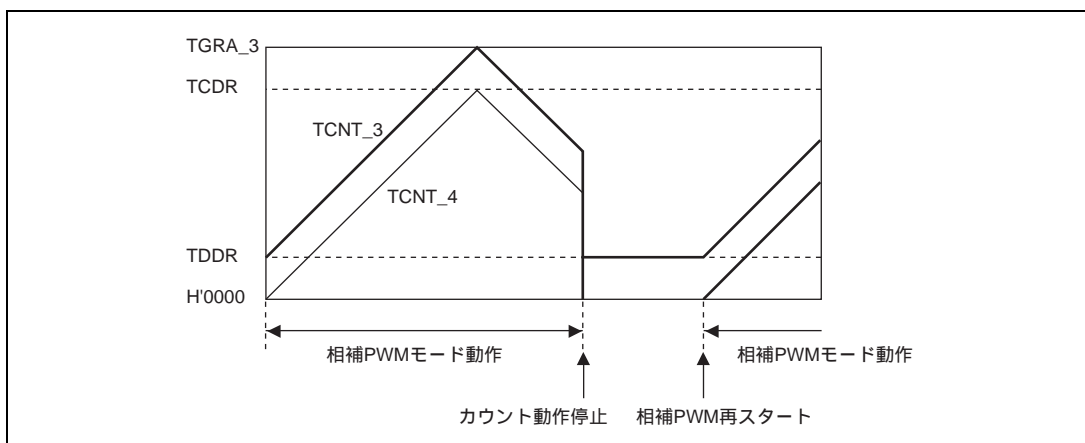 TGRA_3
TCDR
TCNT_3
TCNT_4
TDDR
H'0000
相補PWMモード動作
相補PWMモード動作
カウント動作停止
相補PWM再スタート